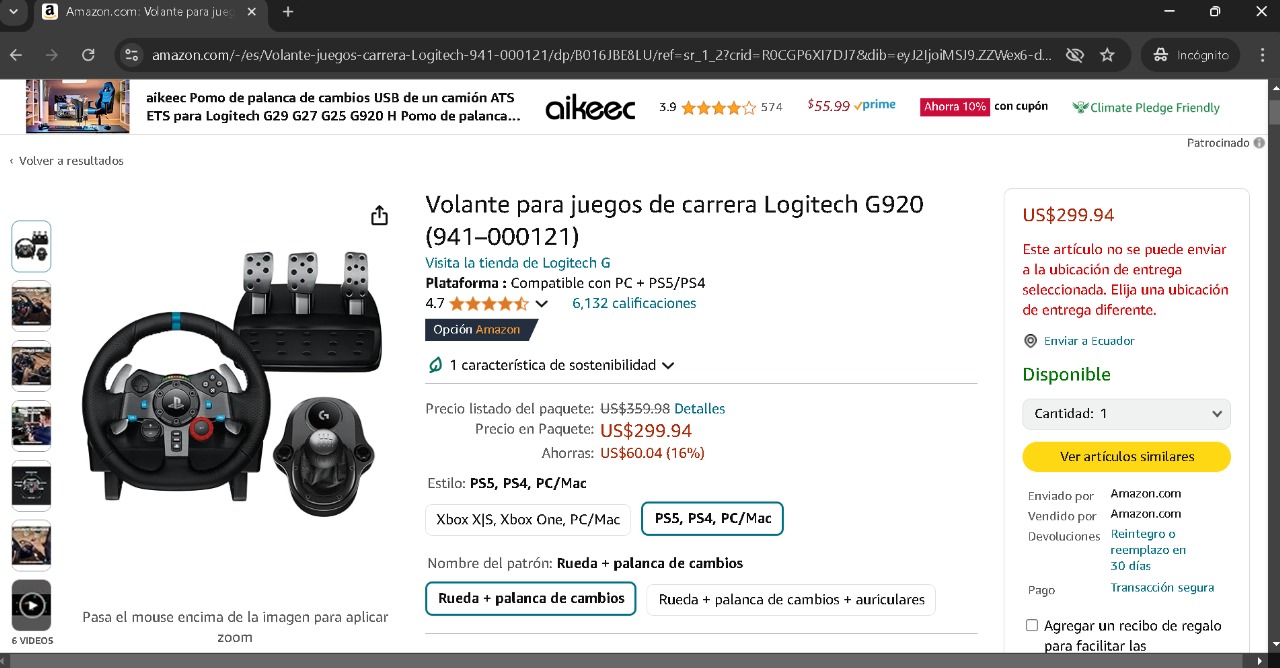 Amazon.com: Volante para jueg
amazon.com/-/es/Volante-juegos-carrera-Logitech-941-000121/dp/B016JBE&LU/ref=sr_1_2?crid=R0CGP6XI7DJ7&dib=eyJ2IjoiMSJ9.ZZWex6-d...
Incógnito
aikeec Pomo de palanca de cambios USB de un camión ATS
ETS para Logitech G29 G27 G25 G920 H Pomo de palanca...
aikeec
3.9
574
$55.99 prime
Ahorra 10% con cupón
Climate Pledge Friendly
Patrocinado
‹ Volver a resultados
Volante para juegos de carrera Logitech G920
(941–000121)
Visita la tienda de Logitech G
Plataforma : Compatible con PC + PS5/PS4
4.7
6,132 calificaciones
Opción Amazon
1 característica de sostenibilidad
Precio listado del paquete: US$359.98 Detalles
Precio en Paquete: US$299.94
Ahorras: US$60.04 (16%)
Estilo: PS5, PS4, PC/Mac
Xbox X|S, Xbox One, PC/Mac
PS5, PS4, PC/Mac
Nombre del patrón: Rueda + palanca de cambios
Rueda + palanca de cambios
Rueda + palanca de cambios + auriculares
Pasa el mouse encima de la imagen para aplicar
zoom
6 VIDEOS
US$299.94
Este artículo no se puede enviar
a la ubicación de entrega
seleccionada. Elija una ubicación
de entrega diferente.
Enviar a Ecuador
Disponible
Cantidad: 1
Ver artículos similares
Enviado por Amazon.com
Vendido por Amazon.com
Devoluciones Reintegro o
reemplazo en
30 días
Pago Transacción segura
Agregar un recibo de regalo
para facilitar las